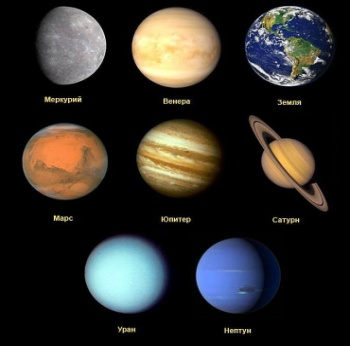 Меркурий
Венера
Земля
Марс
Юпитер
Сатурн
Уран
Нептун